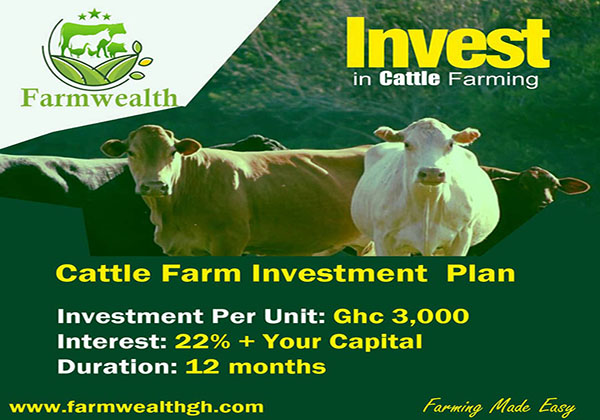 Farmwealth
Invest
in Cattle Farming
Cattle Farm Investment Plan
Investment Per Unit: Ghc 3,000
Interest: 22% + Your Capital
Duration: 12 months
www.farmwealthgh.com
Farming Made Easy